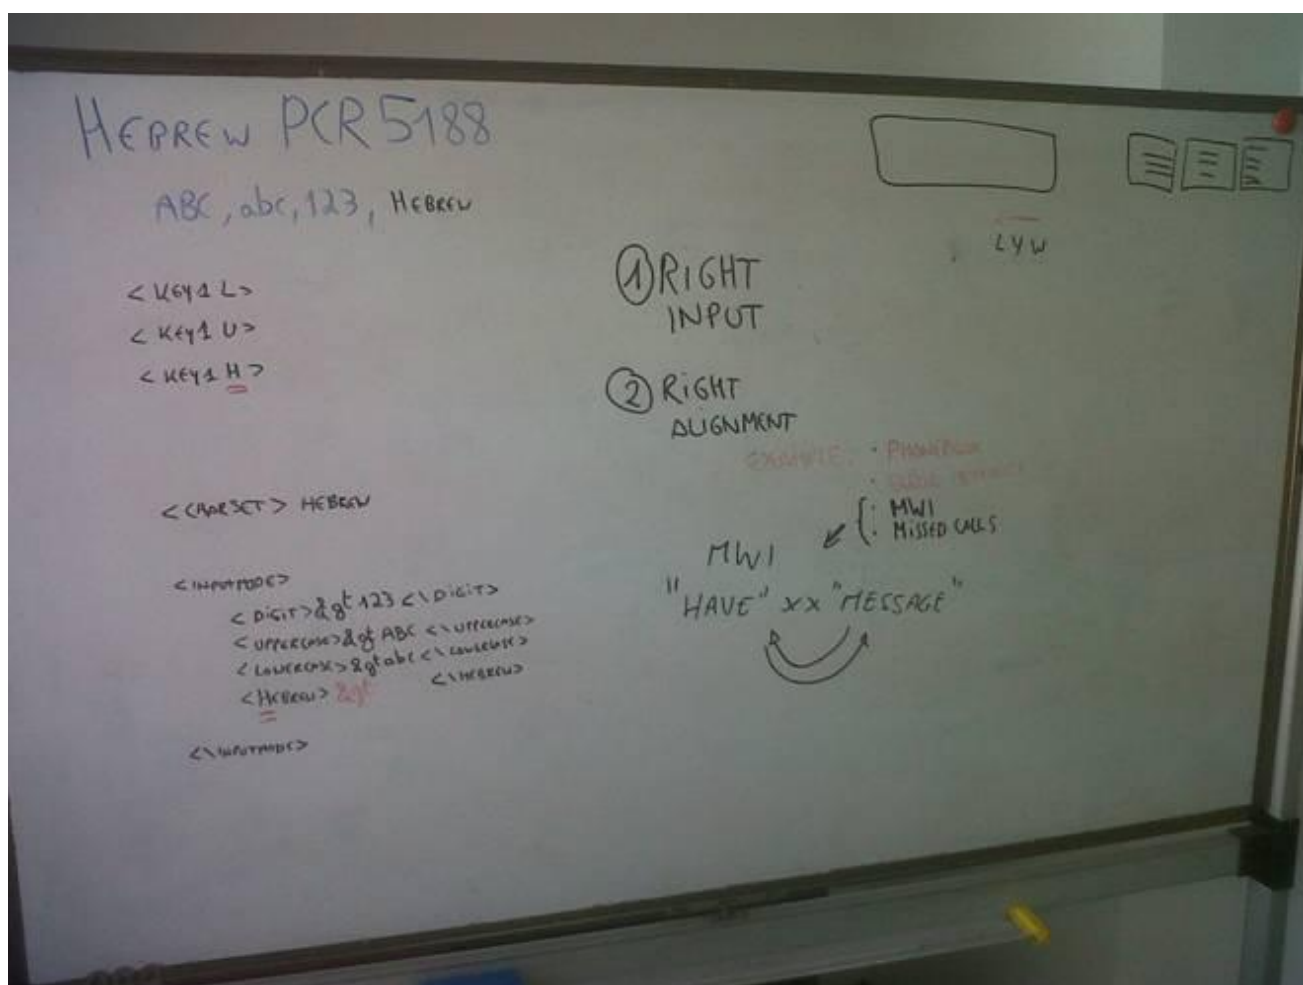 HEBREW PCR 5188
ABC, abc, 123, HEBREW
<KEY1 L>
<KEY1 U>
<KEY1 H>
<CHARSET> HEBREW
<INPUTMODE>
<DIGIT>&gt 123 <\DIGIT>
<UPPERCASE>&gt ABC <\UPPERCASE>
<LOWERCASE>&gt abc <\LOWERCASE>
<HEBREW> &gt <\HEBREW>
<\INPUTMODE>
LYW
1 RIGHT
INPUT
2 RIGHT
ALIGNMENT
EXAMPLE: · PHONEBOOK
· MWI
· MISSED CALLS
MWI
"HAVE" xx "MESSAGE"